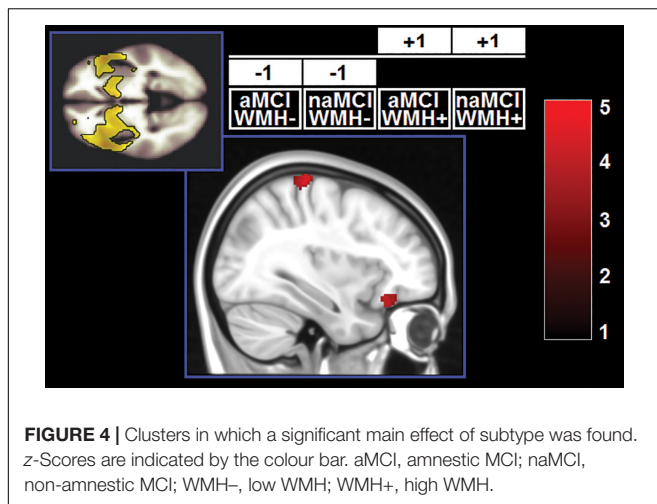 +1 +1
-1 -1
aMCI naMCI aMCI naMCI
WMH- WMH- WMH+ WMH+
5
4
3
2
1
FIGURE 4 | Clusters in which a significant main effect of subtype was found.
z-Scores are indicated by the colour bar. aMCI, amnestic MCI; naMCI,
non-amnestic MCI; WMH–, low WMH; WMH+, high WMH.